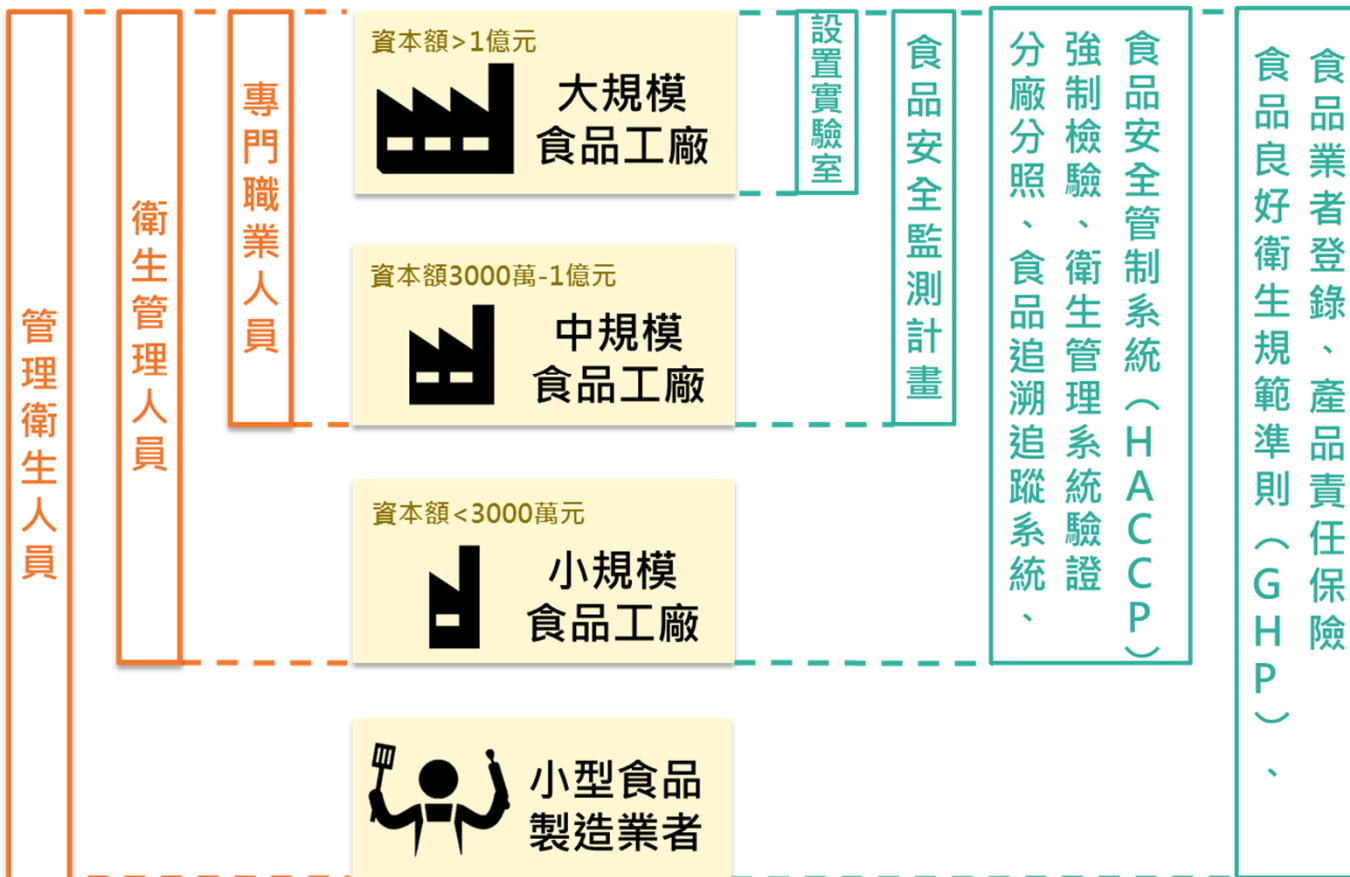 管理衛生人員
衛生管理人員
專門職業人員
資本額>1億元
大規模
食品工廠
資本額3000萬-1億元
中規模
食品工廠
資本額<3000萬元
小規模
食品工廠
小型食品
製造業者
設置實驗室
食品安全監測計畫
食品安全管制系統（HACCP）
強制檢驗、衛生管理系統驗證
分廠分照、食品追溯追蹤系統、
食品業者登錄、產品責任保險
食品良好衛生規範準則（GHP）、